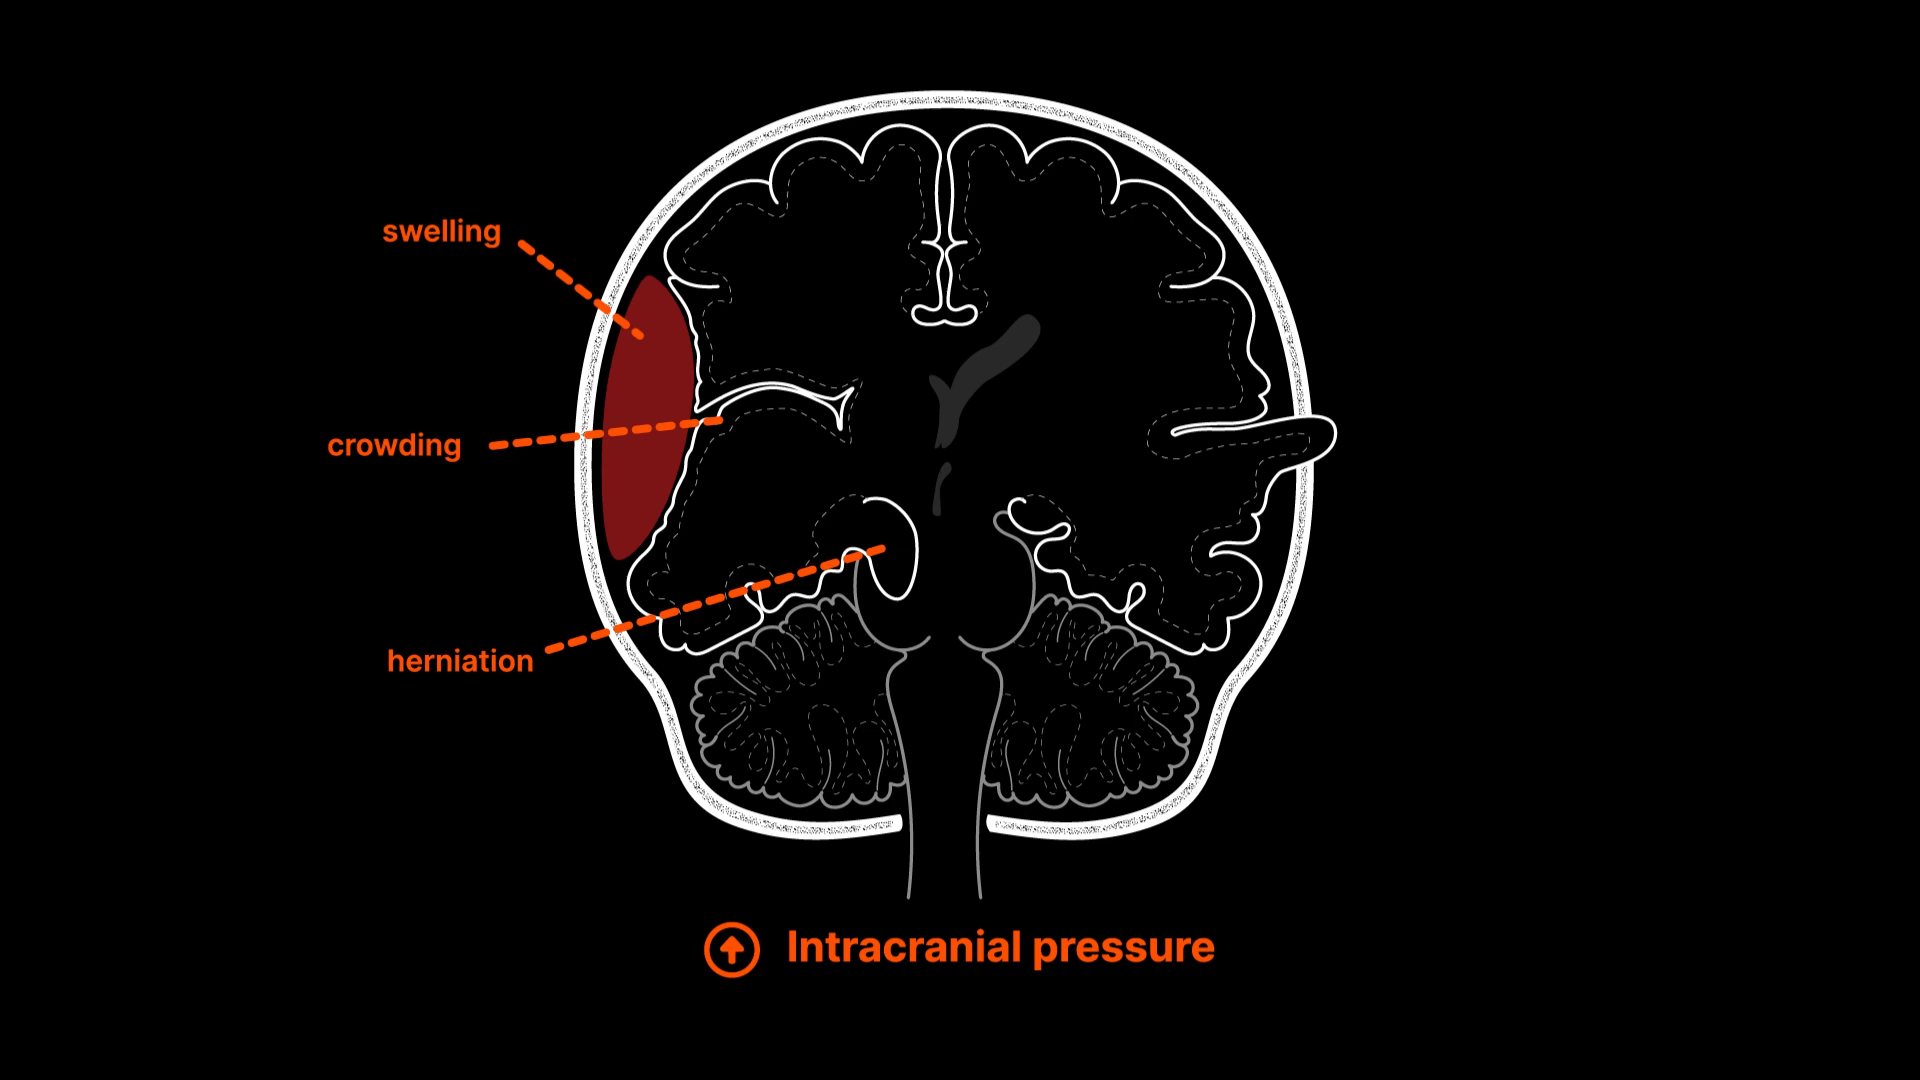 swelling
crowding
herniation
Intracranial pressure